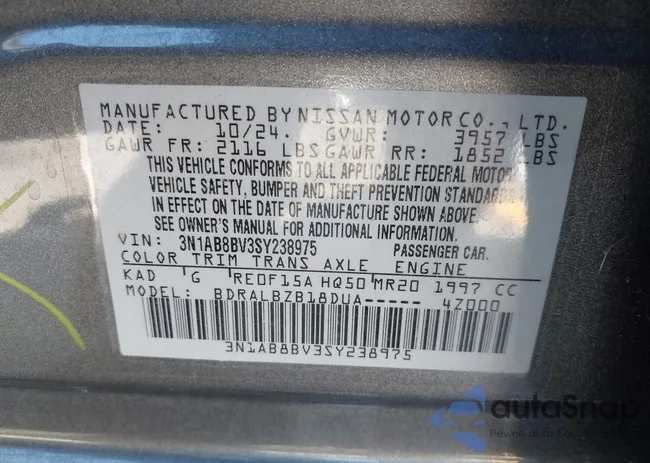 MANUFACTURED BY NISSAN MOTOR CO., LTD.
DATE: 10/24. GVWR: 3957 LBS
GAWR FR: 2116 LBS GAWR RR: 1852 LBS
THIS VEHICLE CONFORMS TO ALL APPLICABLE FEDERAL MOTOR
VEHICLE SAFETY, BUMPER AND THEFT PREVENTION STANDARDS
IN EFFECT ON THE DATE OF MANUFACTURE SHOWN ABOVE.
SEE OWNER'S MANUAL FOR ADDITIONAL INFORMATION.
VIN: 3N1AB8BV3SY238975 PASSENGER CAR.
COLOR TRIM TRANS AXLE ENGINE
KAD G RE0F15A HQ50 MR20 1997 CC
MODEL: BDRALBZB18DUA----- 4Z000
3N1AB8BV3SY238975
autoSnap